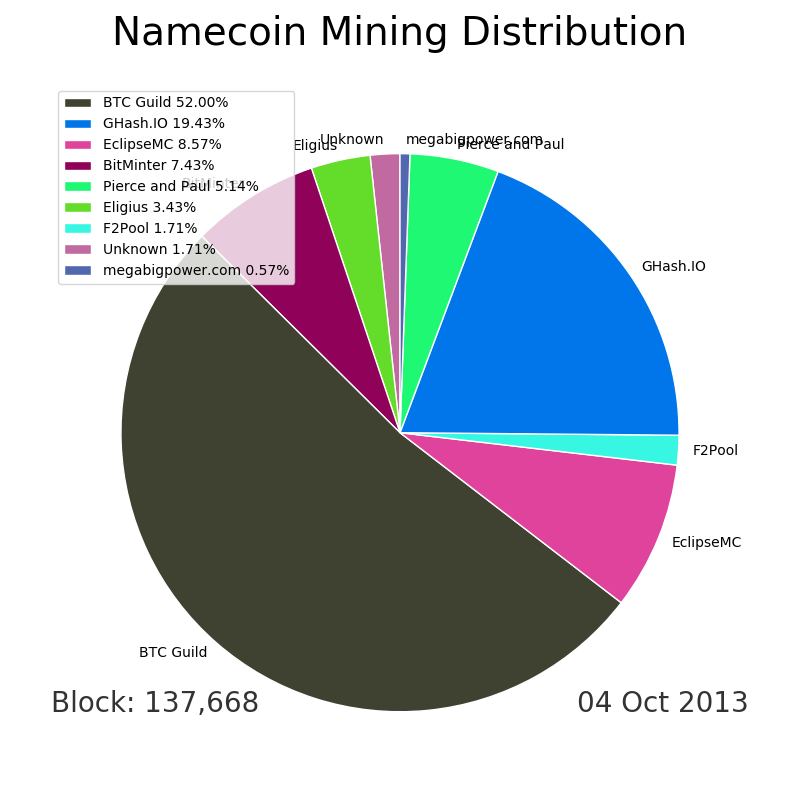 Namecoin Mining Distribution
BTC Guild 52.00%
GHash.IO 19.43%
EclipseMC 8.57%
BitMinter 7.43%
Pierce and Paul 5.14%
Eligius 3.43%
F2Pool 1.71%
Unknown 1.71%
megabigpower.com 0.57%
BitMinter
Eligius
Unknown
megabigpower.com
Pierce and Paul
GHash.IO
F2Pool
EclipseMC
BTC Guild
Block: 137,668
04 Oct 2013